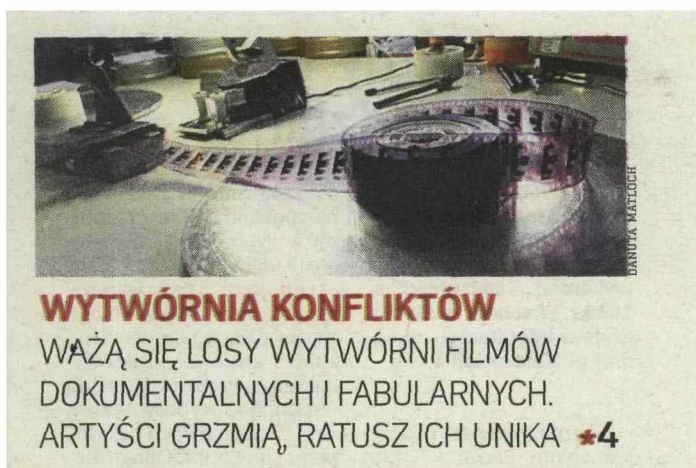 DANUTA MATLOCH
WYTWÓRNIA KONFLIKTÓW
WAŻĄ SIĘ LOSY WYTWÓRNI FILMÓW
DOKUMENTALNYCH I FABULARNYCH.
ARTYŚCI GRZMIĄ, RATUSZ ICH UNIKA *4